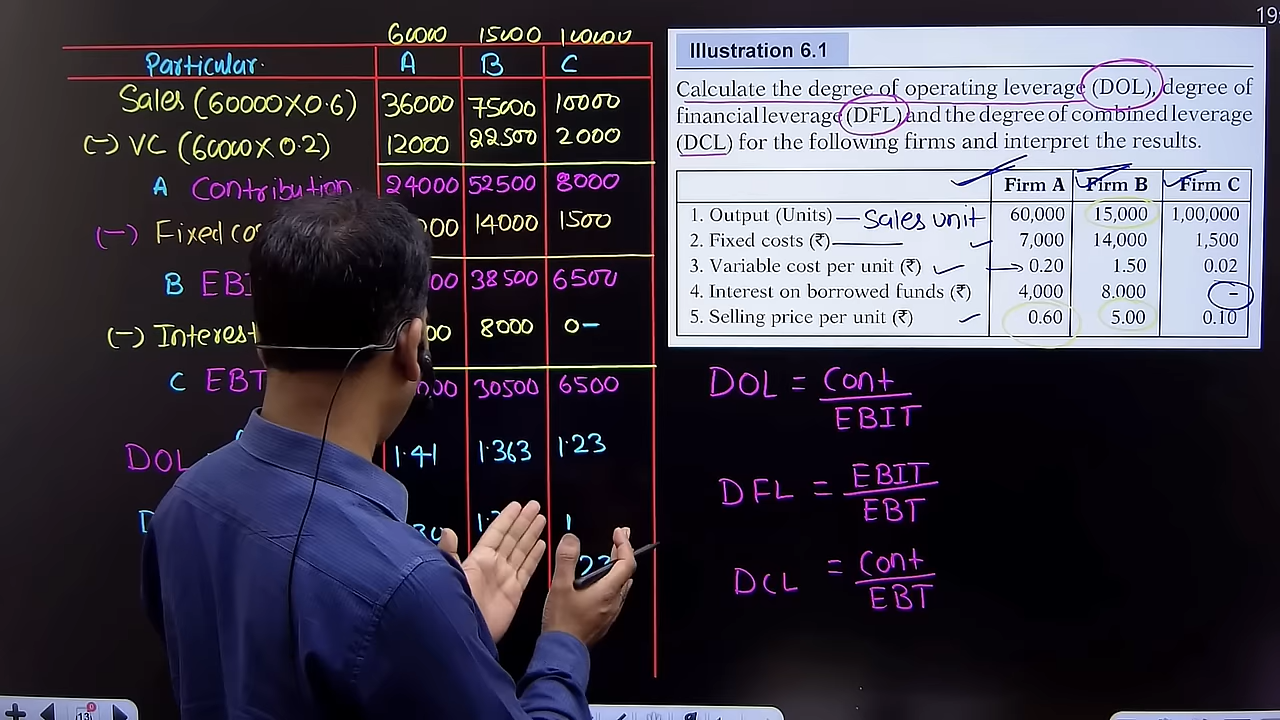 19:
60000 15000 100000
Particular. A B C
Sales (60000X0.6) 36000 75000 10000
(-) VC (60000X0.2) 12000 22500 2000
A Contribution 24000 52500 8000
(-) Fixed 14000 1500
B 38500 6500
(-) Interest 8000 0-
C EBT 30500 6500
DOL 1.41 1.363 1.23
1
Illustration 6.1
Calculate the degree of operating leverage (DOL), degree of
financial leverage (DFL) and the degree of combined leverage
(DCL) for the following firms and interpret the results.
Firm A Firm B Firm C
1. Output (Units) — Sales unit 60,000 15,000 1,00,000
2. Fixed costs (₹) 7,000 14,000 1,500
3. Variable cost per unit (₹) 0.20 1.50 0.02
4. Interest on borrowed funds (₹) 4,000 8.000 -
5. Selling price per unit (₹) 0.60 5.00 0.10
DOL = Cont
EBIT
DFL = EBIT
EBT
DCL = Cont
EBT
13